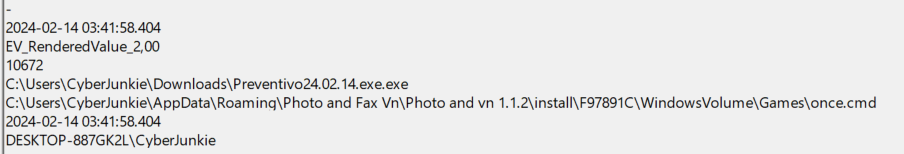 -
2024-02-14 03:41:58.404
EV_RenderedValue_2,00
10672
C:\Users\CyberJunkie\Downloads\Preventivo24.02.14.exe.exe
C:\Users\CyberJunkie\AppData\Roaming\Photo and Fax Vn\Photo and vn 1.1.2\install\F97891C\WindowsVolume\Games\once.cmd
2024-02-14 03:41:58.404
DESKTOP-887GK2L\CyberJunkie